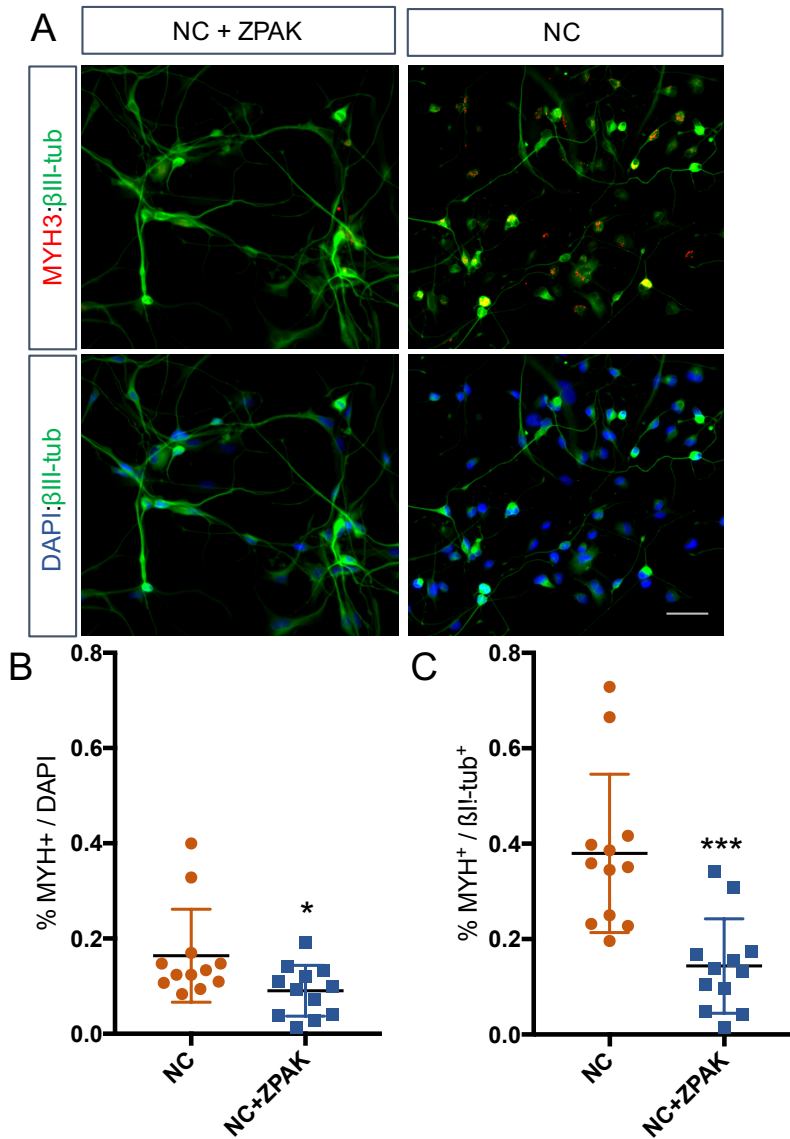 A
NC + ZPAK
NC
MYH3:βIII-tub
DAPI:βIII-tub
B
% MYH+ / DAPI
0.8
0.6
0.4
0.2
0.0
*
NC
NC+ZPAK
C
% MYH⁺ / ßI!-tub⁺
0.8
0.6
0.4
0.2
0.0
***
NC
NC+ZPAK